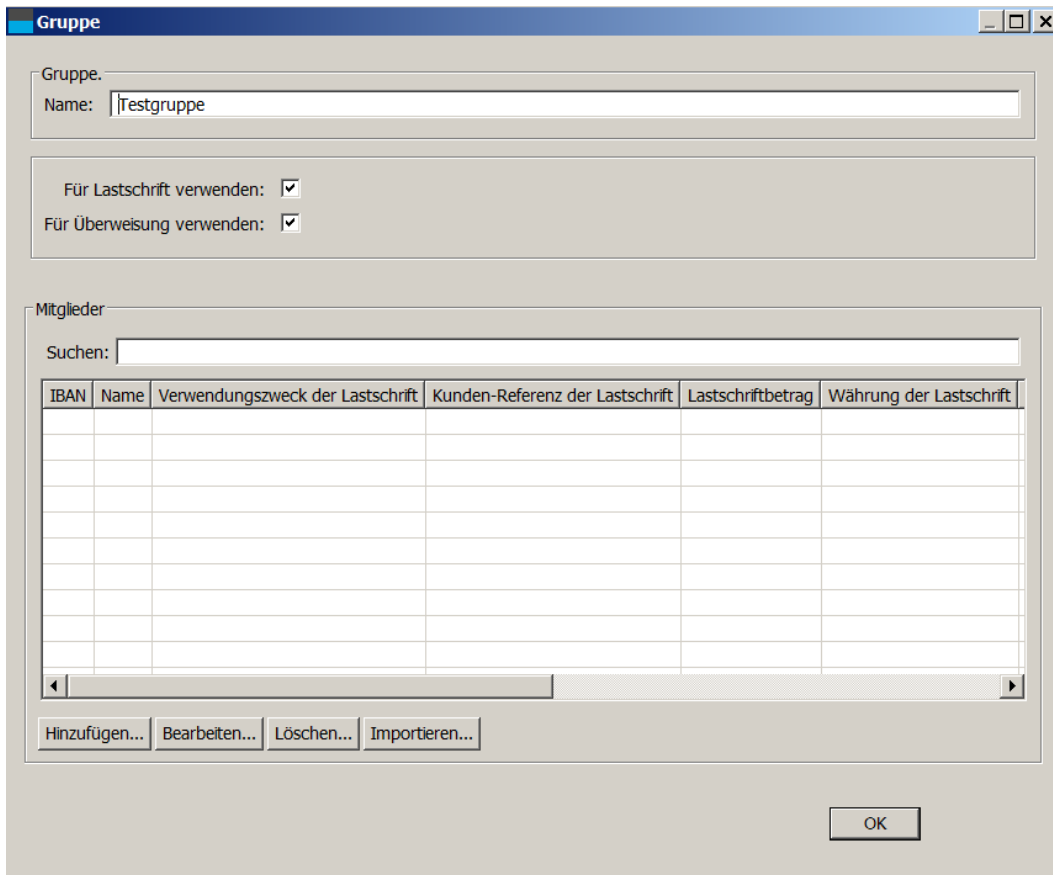 Gruppe
Gruppe.
Name: Testgruppe
Für Lastschrift verwenden:
Für Überweisung verwenden:
Mitglieder
Suchen:
IBAN Name Verwendungszweck der Lastschrift Kunden-Referenz der Lastschrift Lastschriftbetrag Währung der Lastschrift
Hinzufügen... Bearbeiten... Löschen... Importieren...
OK